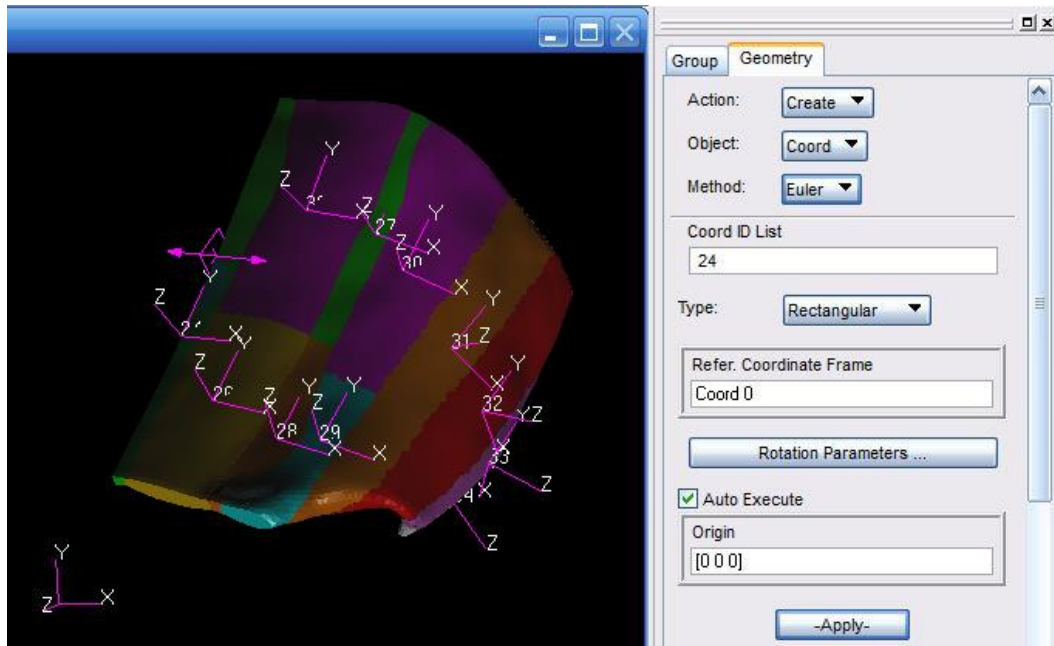 Group Geometry
Action: Create
Object: Coord
Method: Euler
Coord ID List
24
Type: Rectangular
Refer. Coordinate Frame
Coord 0
Rotation Parameters ...
Auto Execute
Origin
[0 0 0]
-Apply-
Y
Z
X
Z
27
Y
Z
30
X
X
Y
Z
Y
31
Z
X
Y
Z
X
Y
X
32
Y
Z
Z
Y
Z
Y
28
29
X
X
X
33
Z
X
Z
Y
Z
X